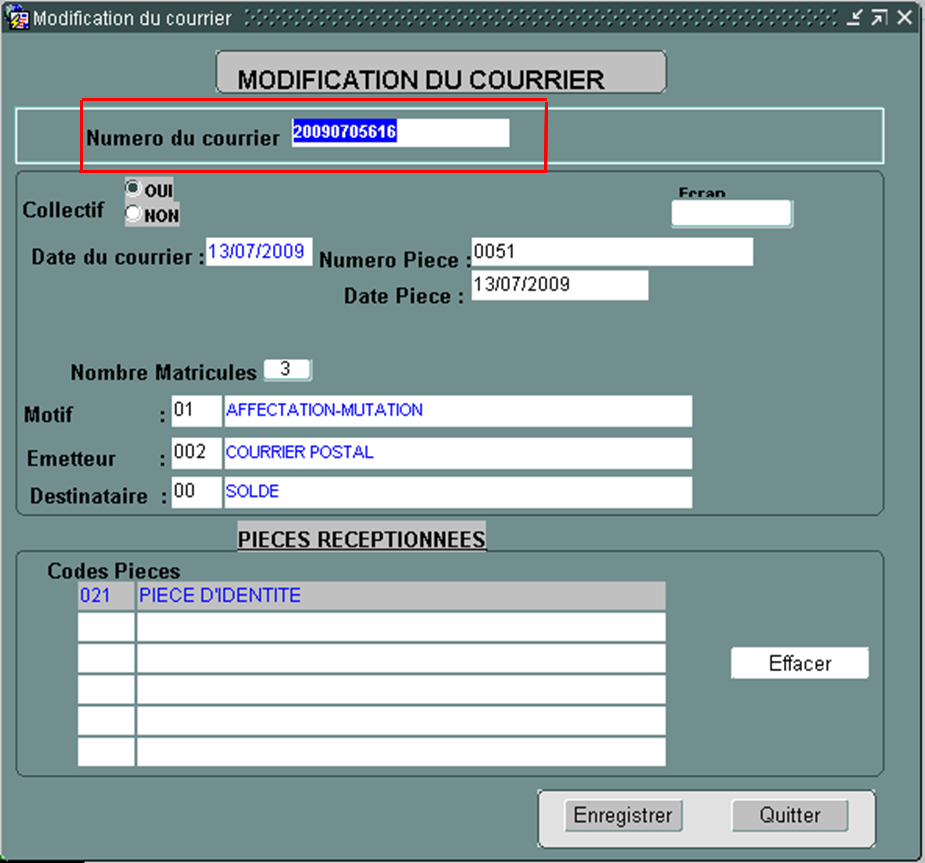 Modification du courrier
MODIFICATION DU COURRIER
Numero du courrier 20090705616
OUI
Collectif
NON
Ecran
Date du courrier : 13/07/2009 Numero Piece : 0051
Date Piece : 13/07/2009
Nombre Matricules 3
Motif : 01 AFFECTATION-MUTATION
Emetteur : 002 COURRIER POSTAL
Destinataire : 00 SOLDE
PIECES RECEPTIONNEES
Codes Pieces
021 PIECE D'IDENTITE
Effacer
Enregistrer Quitter